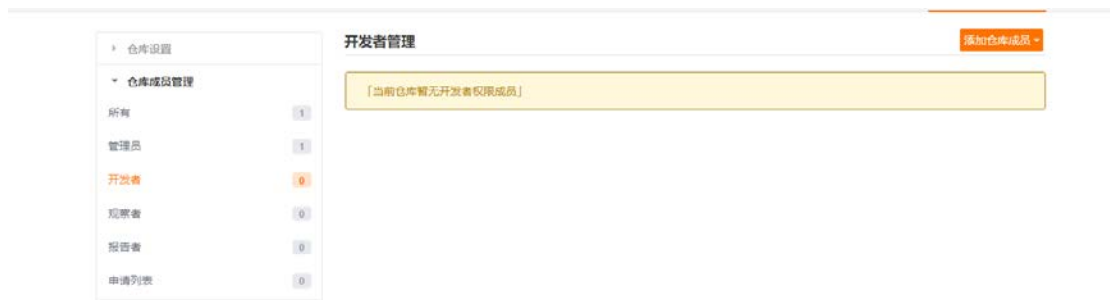 仓库设置
仓库成员管理
所有 1
管理员 1
开发者 0
观察者 0
报告者 0
申请列表 0
开发者管理
添加仓库成员
「当前仓库暂无开发者权限成员」